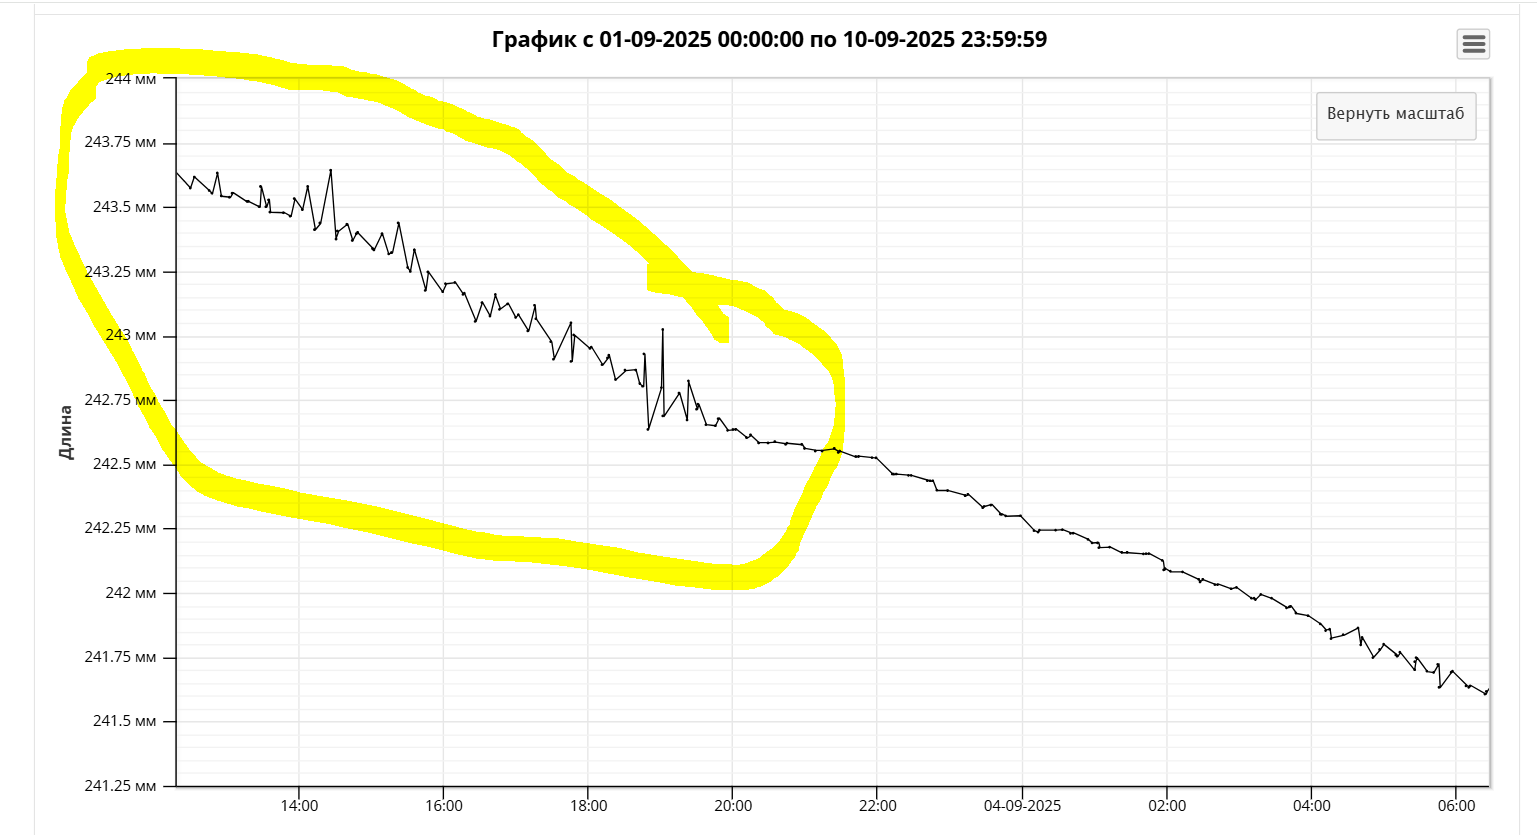 График с 01-09-2025 00:00:00 по 10-09-2025 23:59:59
Вернуть масштаб
244 мм
243.75 мм
243.5 мм
243.25 мм
243 мм
242.75 мм
242.5 мм
242.25 мм
242 мм
241.75 мм
241.5 мм
241.25 мм
Длина
14:00 16:00 18:00 20:00 22:00 04-09-2025 02:00 04:00 06:00